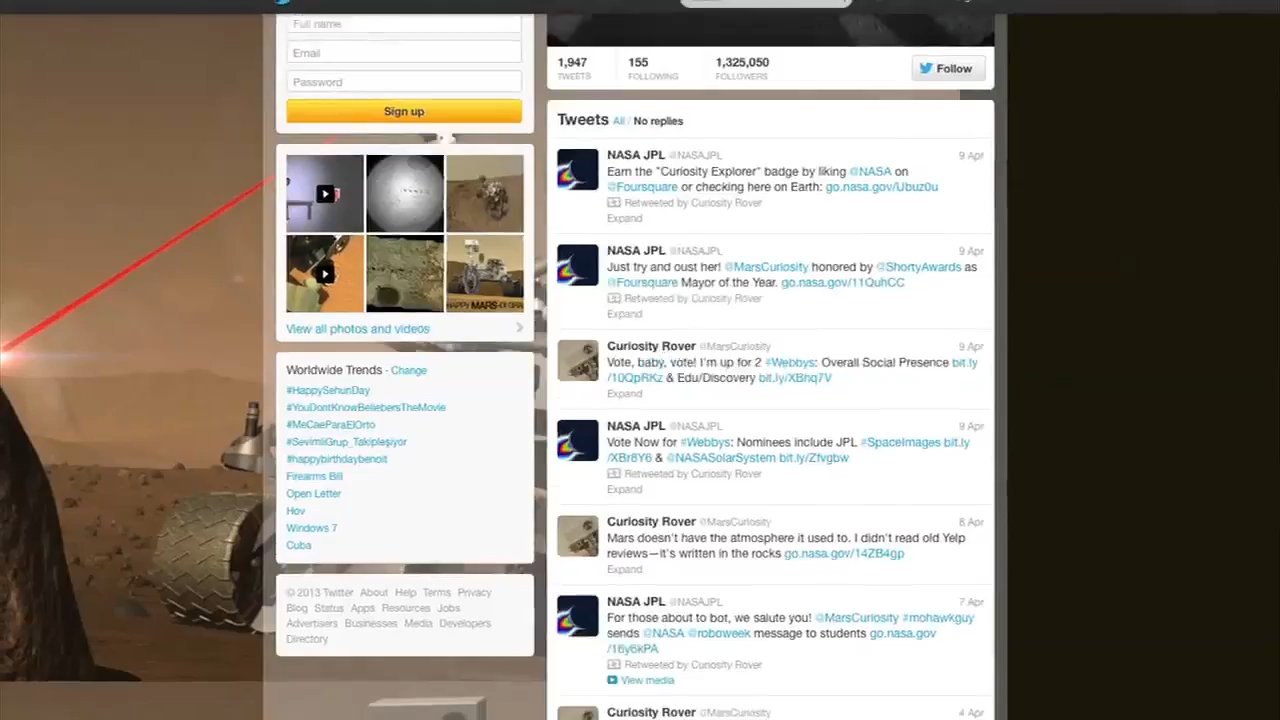 Full name
Email
Password
Sign up
View all photos and videos
Worldwide Trends · Change
#HappySehunDay
#YouDontKnowBeliebersTheMovie
#MeCaeParaElOrto
#SevimliGrup_Takipleşiyor
#happybirthdaybenoit
Firearms Bill
Open Letter
Hov
Windows 7
Cuba
© 2013 Twitter About Help Terms Privacy
Blog Status Apps Resources Jobs
Advertisers Businesses Media Developers
Directory
1,947 155 1,325,050
TWEETS FOLLOWING FOLLOWERS
Follow
Tweets All / No replies
NASA JPL @NASAJPL 9 Apr
Earn the "Curiosity Explorer" badge by liking @NASA on
@Foursquare or checking here on Earth: go.nasa.gov/Ubuz0u
Retweeted by Curiosity Rover
Expand
NASA JPL @NASAJPL 9 Apr
Just try and oust her! @MarsCuriosity honored by @ShortyAwards as
@Foursquare Mayor of the Year. go.nasa.gov/11QuhCC
Retweeted by Curiosity Rover
Expand
Curiosity Rover @MarsCuriosity 9 Apr
Vote, baby, vote! I'm up for 2 #Webbys: Overall Social Presence bit.ly
/10QpRKz & Edu/Discovery bit.ly/XBhq7V
Expand
NASA JPL @NASAJPL 9 Apr
Vote Now for #Webbys: Nominees include JPL #SpaceImages bit.ly
/XBr8Y6 & @NASASolarSystem bit.ly/Zfvgbw
Retweeted by Curiosity Rover
Expand
Curiosity Rover @MarsCuriosity 8 Apr
Mars doesn't have the atmosphere it used to. I didn't read old Yelp
reviews—it's written in the rocks go.nasa.gov/14ZB4gp
Expand
NASA JPL @NASAJPL 7 Apr
For those about to bot, we salute you! @MarsCuriosity #mohawkguy
sends @NASA @roboweek message to students go.nasa.gov
/16y6kPA
Retweeted by Curiosity Rover
View media
Curiosity Rover @MarsCuriosity 4 Apr